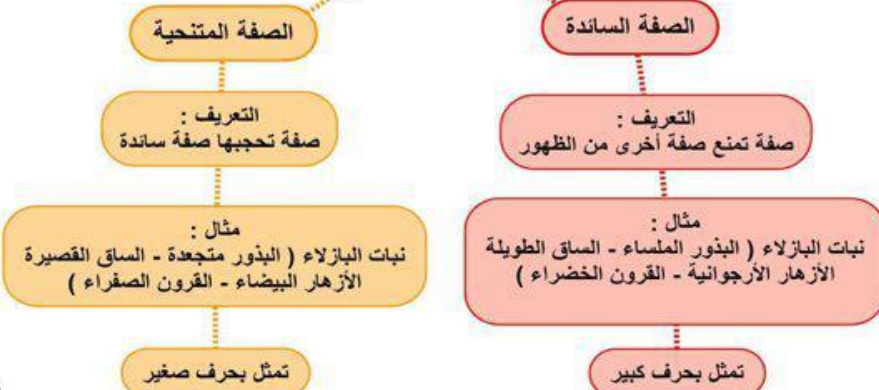 الصفة السائدة
التعريف :
صفة تمنع صفة أخرى من الظهور
مثال :
نبات البازلاء ( البذور الملساء - الساق الطويلة
الأزهار الأرجوانية - القرون الخضراء )
تمثل بحرف كبير
الصفة المتنحية
التعريف :
صفة تحجبها صفة سائدة
مثال :
نبات البازلاء ( البذور متجعدة - الساق القصيرة
الأزهار البيضاء - القرون الصفراء )
تمثل بحرف صغير